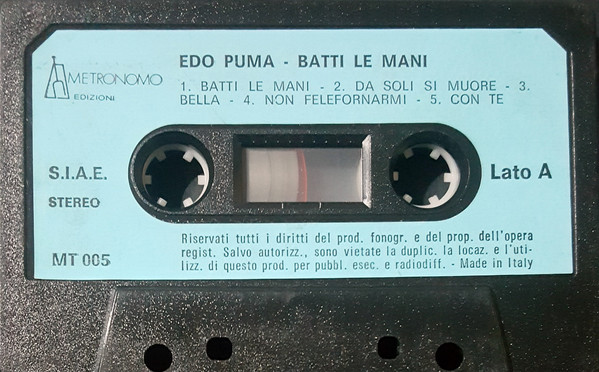 METRONOMO
EDIZIONI
EDO PUMA - BATTI LE MANI
1. BATTI LE MANI - 2. DA SOLI SI MUORE - 3.
BELLA - 4. NON FELEFORNARMI - 5. CON TE
S.I.A.E.
STEREO
Lato A
MT 005
Riservati tutti i diritti del prod. fonogr. e del prop. dell'opera
regist. Salvo autorizz., sono vietate la duplic. la locaz. e l'uti-
lizz. di questo prod. per pubbl. esec. e radiodiff. - Made in Italy